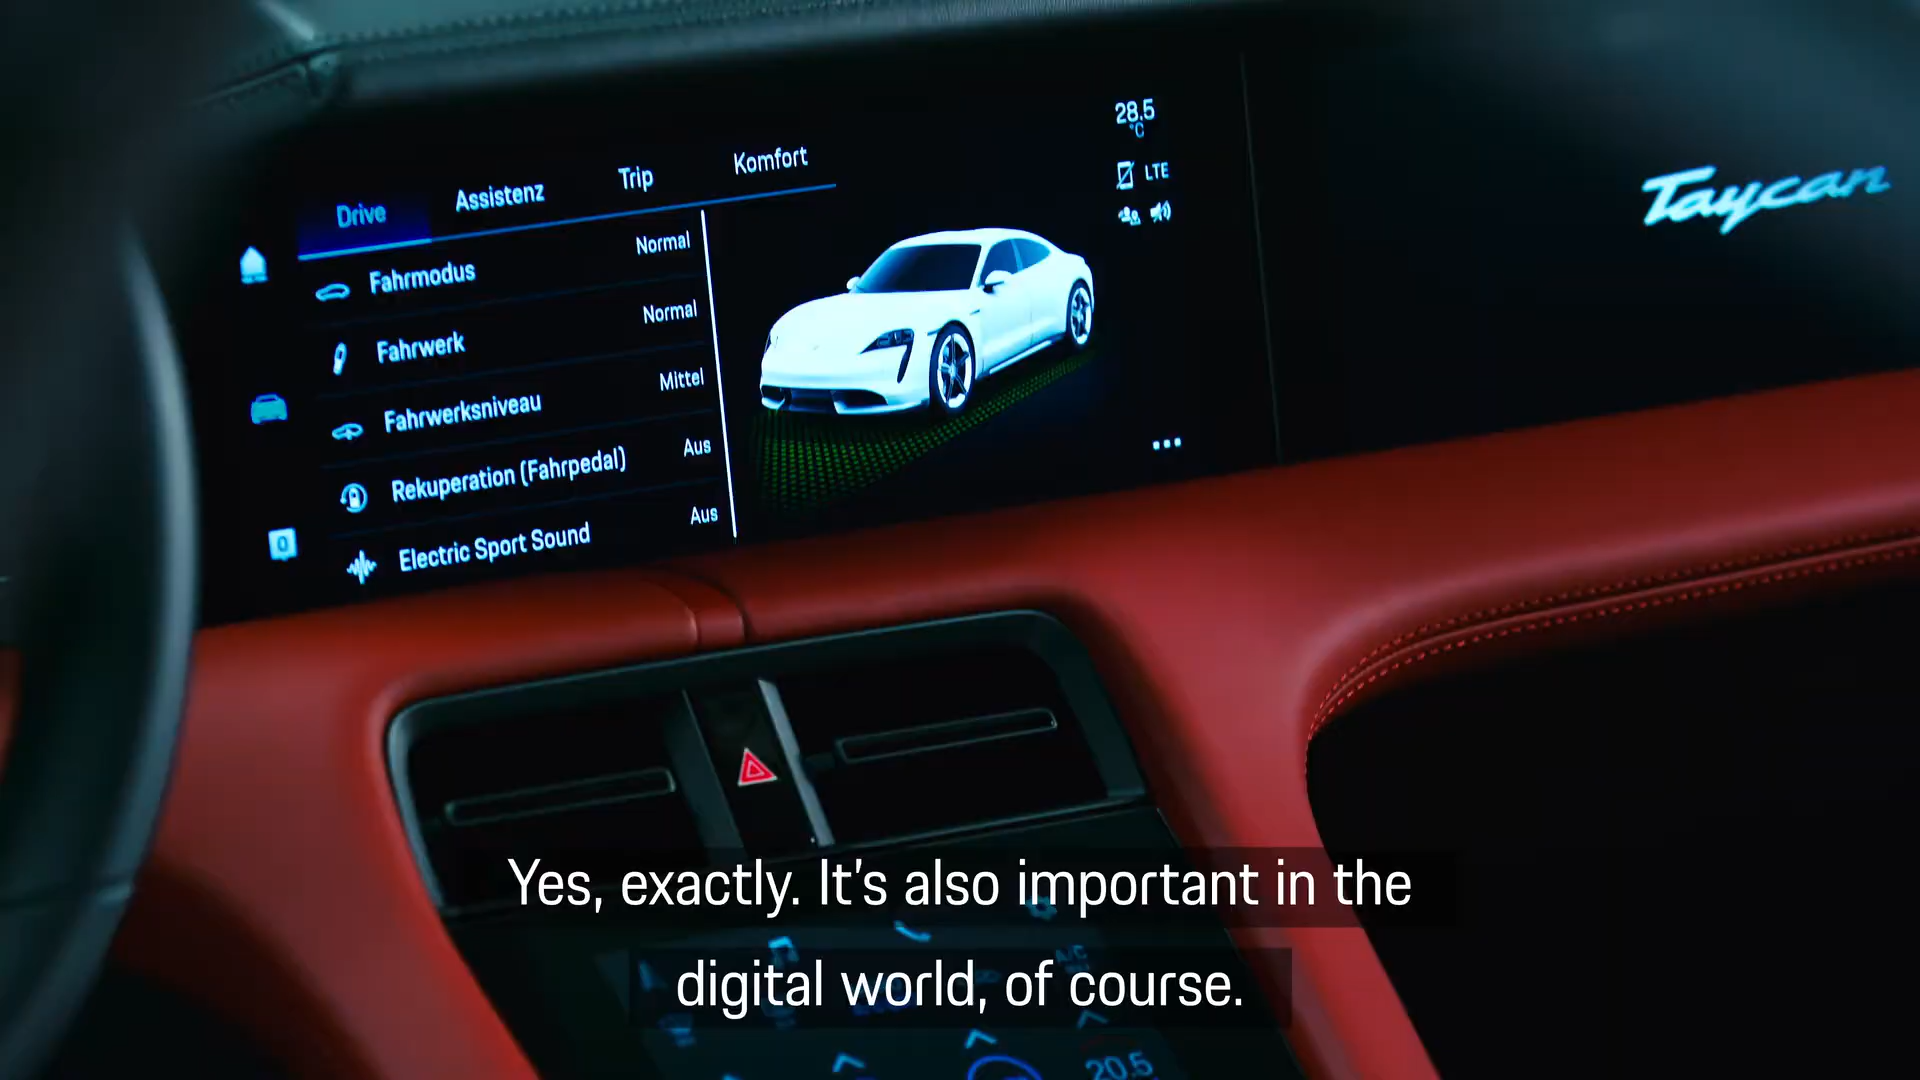 28.5
°C
LTE
Drive
Assistenz
Trip
Komfort
Fahrmodus
Normal
Fahrwerk
Normal
Fahrwerksniveau
Mittel
Rekuperation (Fahrpedal)
Aus
Electric Sport Sound
Aus
0
Taycan
Yes, exactly. It's also important in the
digital world, of course.
A/C
20.5